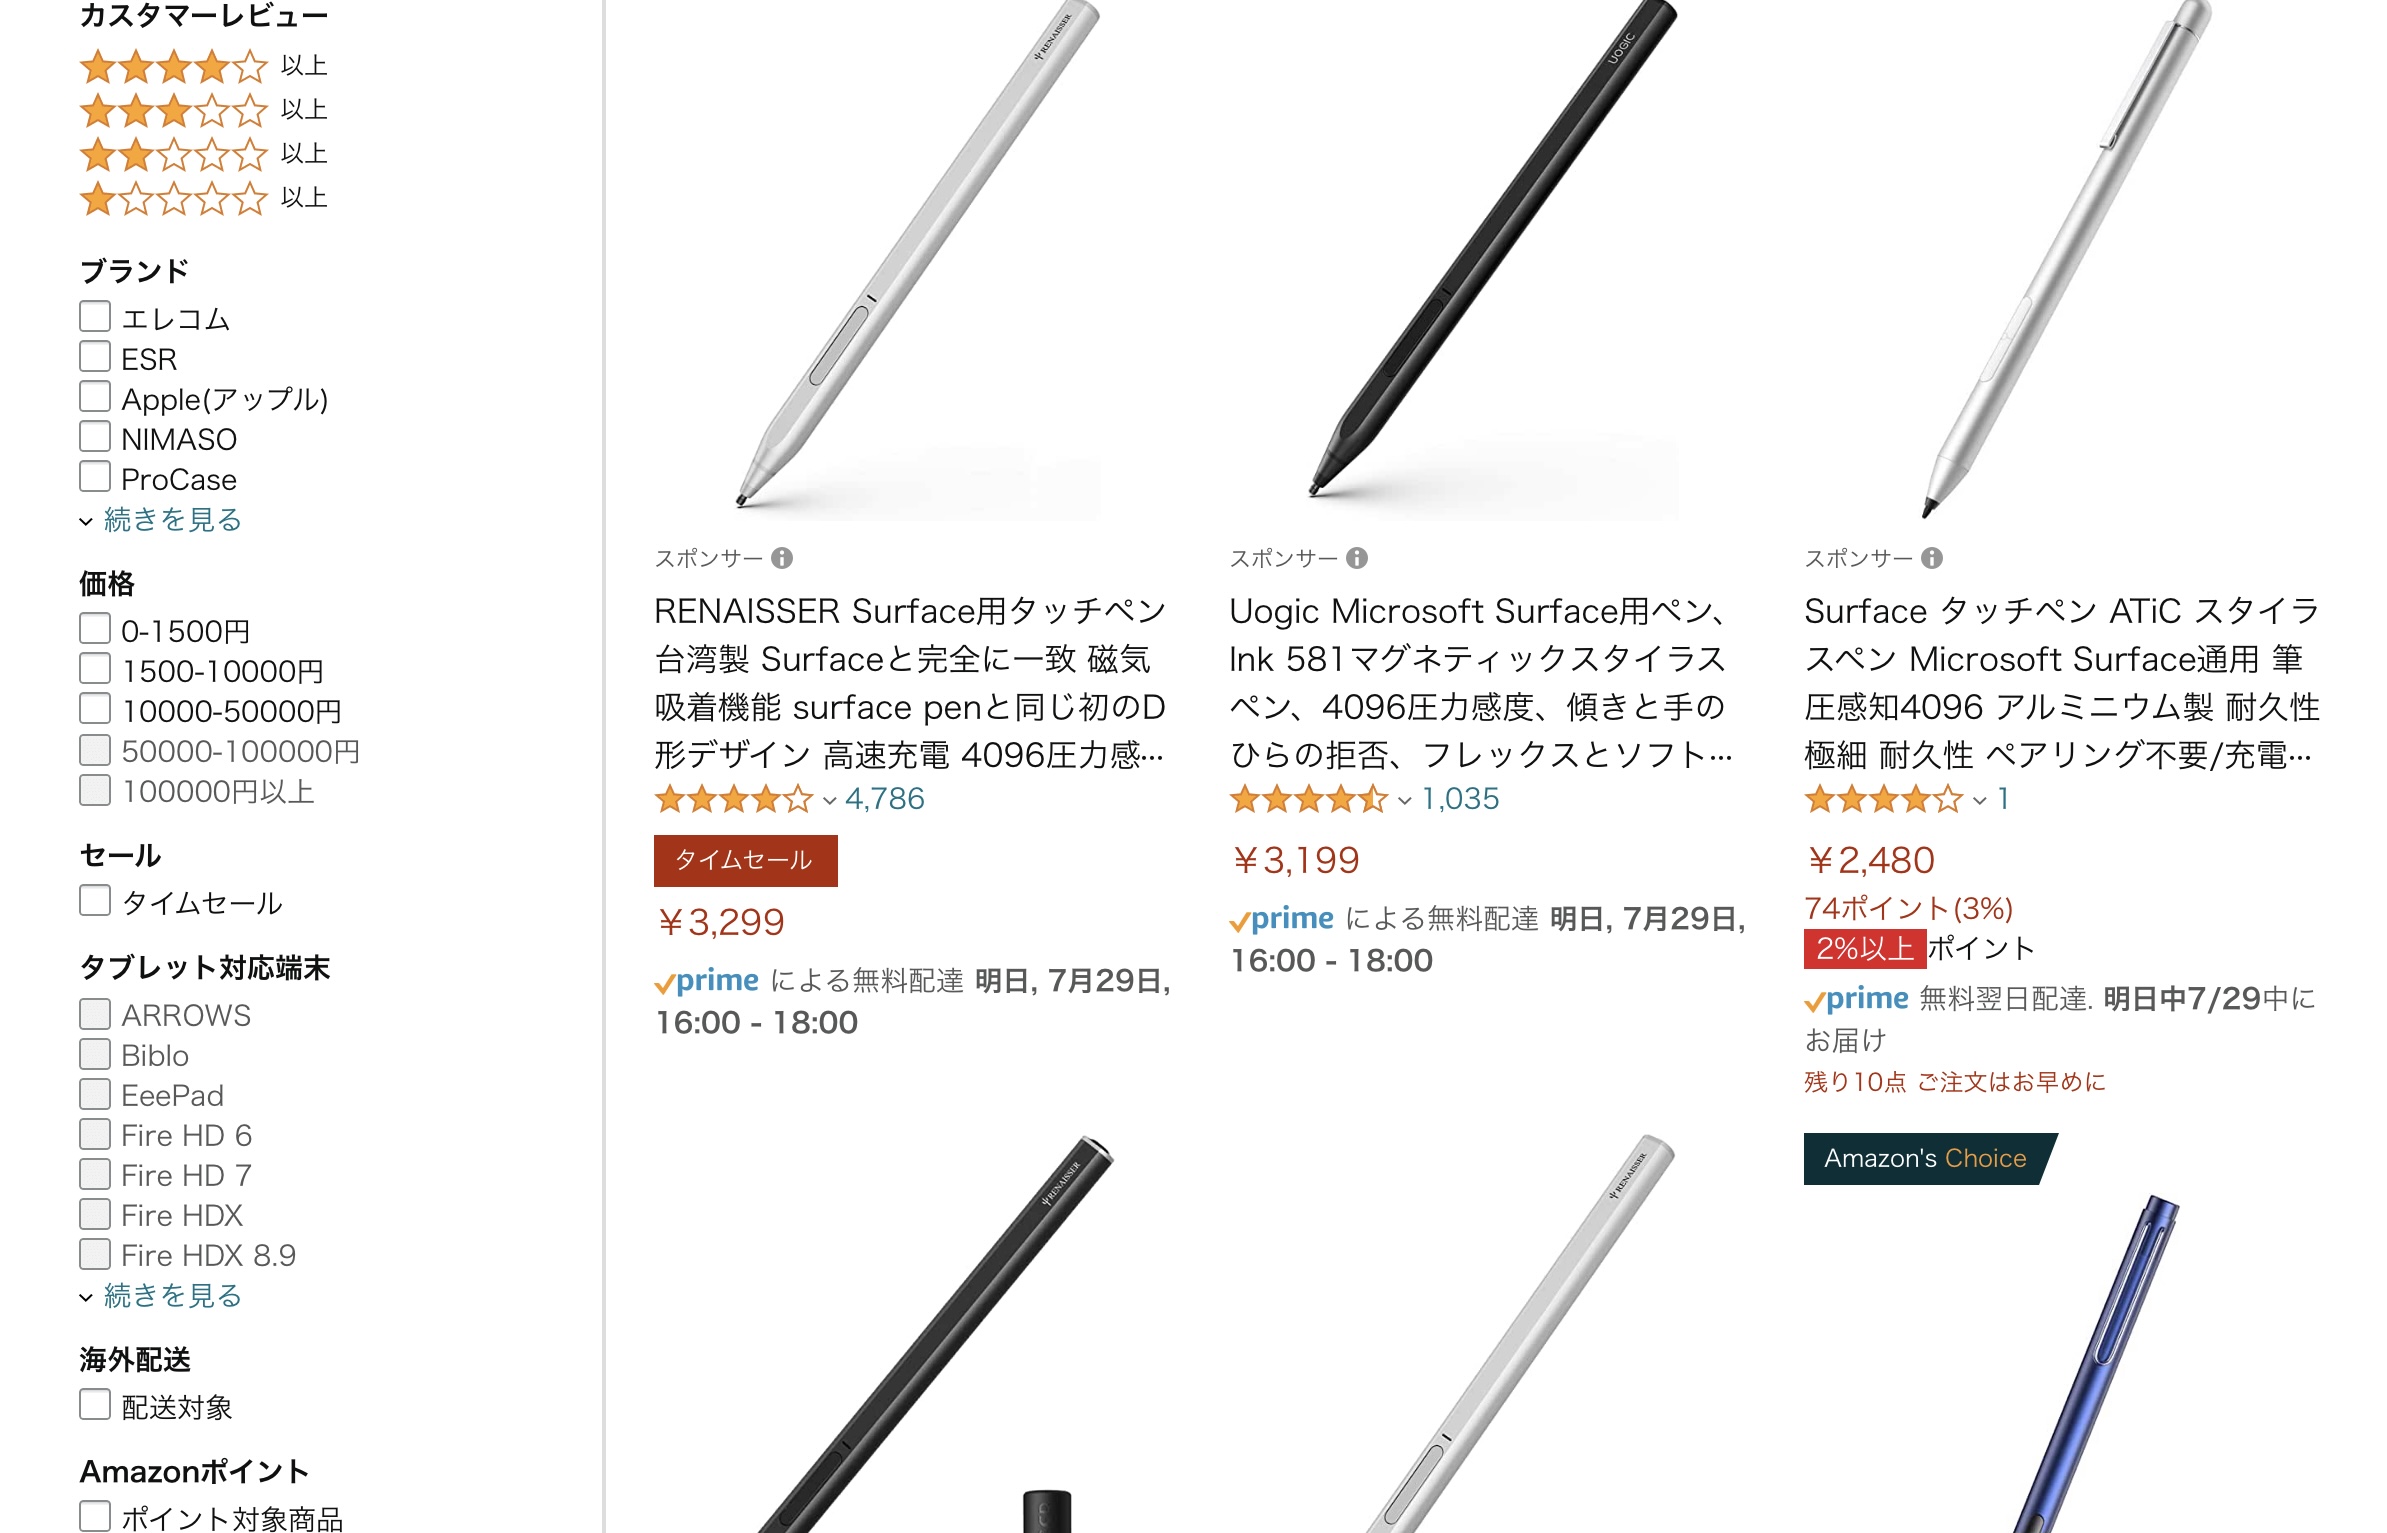 カスタマーレビュー
以上
以上
以上
以上
ブランド
エレコム
ESR
Apple(アップル)
NIMASO
ProCase
続きを見る
価格
0-1500円
1500-10000円
10000-50000円
50000-100000円
100000円以上
セール
タイムセール
タブレット対応端末
ARROWS
Biblo
EeePad
Fire HD 6
Fire HD 7
Fire HDX
Fire HDX 8.9
続きを見る
海外配送
配送対象
Amazonポイント
ポイント対象商品
RENAISSER
スポンサー
RENAISSER Surface用タッチペン
台湾製 Surfaceと完全に一致 磁気
吸着機能 surface penと同じ初のD
形デザイン 高速充電 4096圧力感…
4,786
タイムセール
￥3,299
prime による無料配達 明日, 7月29日,
16:00 - 18:00
UOGIC
スポンサー
Uogic Microsoft Surface用ペン、
Ink 581マグネティックスタイラス
ペン、4096圧力感度、傾きと手の
ひらの拒否、フレックスとソフト…
1,035
￥3,199
prime による無料配達 明日, 7月29日,
16:00 - 18:00
スポンサー
Surface タッチペン ATiC スタイラ
スペン Microsoft Surface通用 筆
圧感知4096 アルミニウム製 耐久性
極細 耐久性 ペアリング不要/充電…
1
￥2,480
74ポイント(3%)
2%以上 ポイント
prime 無料翌日配達. 明日中7/29中に
お届け
残り10点 ご注文はお早めに
RENAISSER
RENAISSER
Amazon's Choice